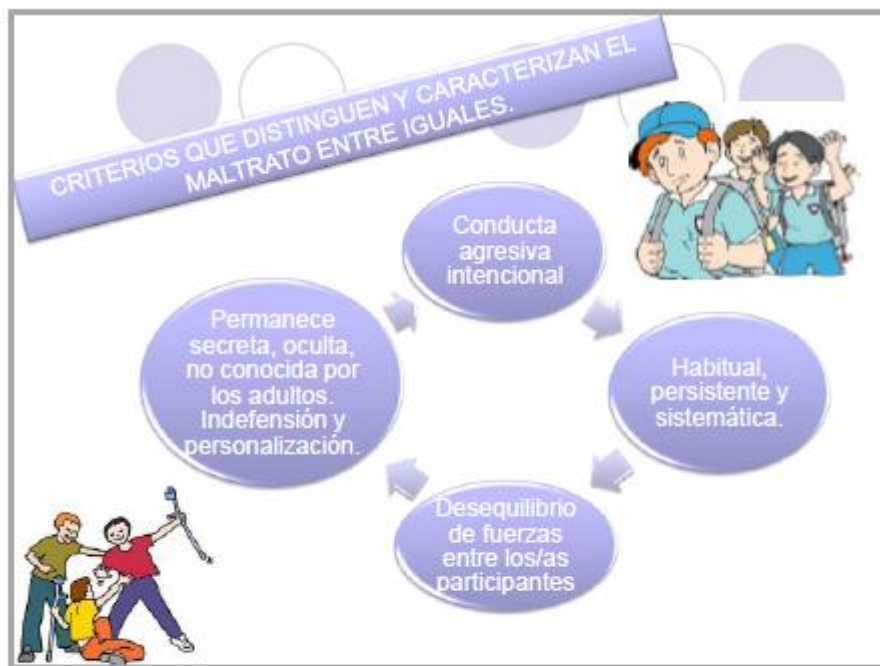 CRITERIOS QUE DISTINGUEN Y CARACTERIZAN EL
MALTRATO ENTRE IGUALES.
Conducta
agresiva
intencional
Habitual,
persistente y
sistemática.
Desequilibrio
de fuerzas
entre los/as
participantes
Permanece
secreta, oculta,
no conocida por
los adultos.
Indefensión y
personalización.